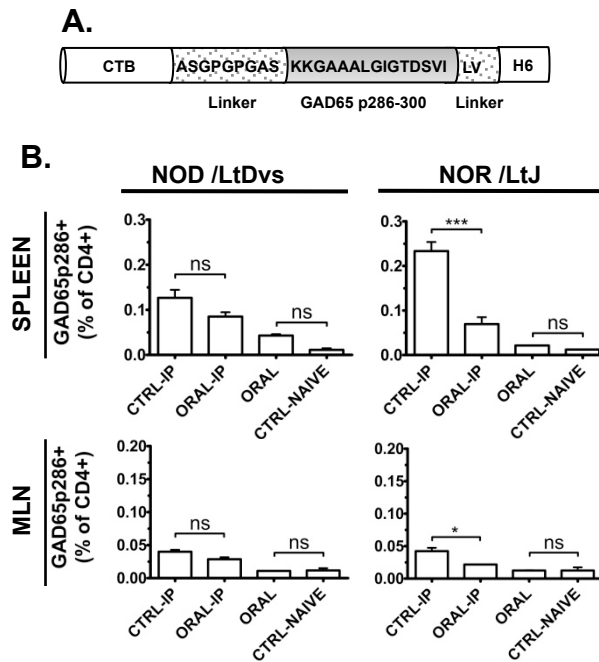 A.
CTB ASGPGPGAS KKGAAALGIGTDSVI LV H6
Linker GAD65 p286-300 Linker
B.
NOD /LtDvs NOR /LtJ
SPLEEN
GAD65p286+
(% of CD4+)
0.3
0.2
0.1
0.0
ns
ns
CTRL-IP
ORAL-IP
ORAL
CTRL-NAIVE
0.3
0.2
0.1
0.0
***
ns
CTRL-IP
ORAL-IP
ORAL
CTRL-NAIVE
MLN
GAD65p286+
(% of CD4+)
0.20
0.15
0.10
0.05
0.00
ns
ns
CTRL-IP
ORAL-IP
ORAL
CTRL-NAIVE
0.20
0.15
0.10
0.05
0.00
*
ns
CTRL-IP
ORAL-IP
ORAL
CTRL-NAIVE